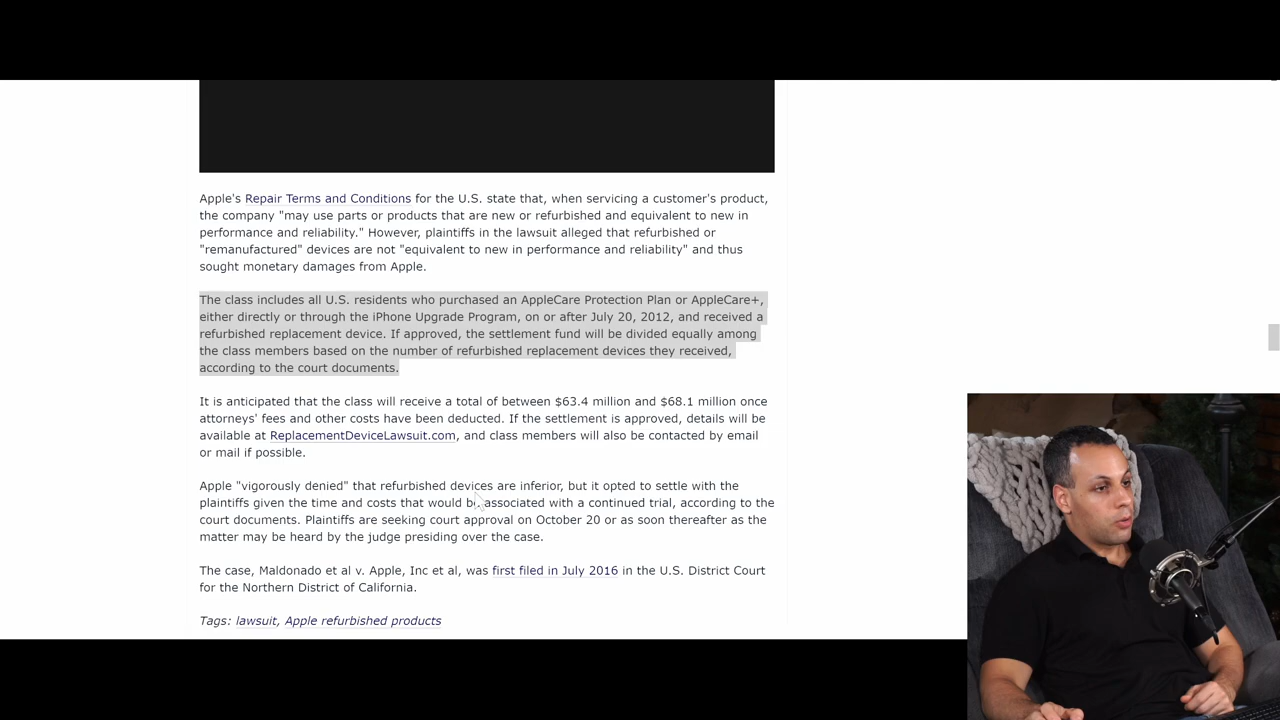 Apple's Repair Terms and Conditions for the U.S. state that, when servicing a customer's product,
the company "may use parts or products that are new or refurbished and equivalent to new in
performance and reliability." However, plaintiffs in the lawsuit alleged that refurbished or
"remanufactured" devices are not "equivalent to new in performance and reliability" and thus
sought monetary damages from Apple.
The class includes all U.S. residents who purchased an AppleCare Protection Plan or AppleCare+,
either directly or through the iPhone Upgrade Program, on or after July 20, 2012, and received a
refurbished replacement device. If approved, the settlement fund will be divided equally among
the class members based on the number of refurbished replacement devices they received,
according to the court documents.
It is anticipated that the class will receive a total of between $63.4 million and $68.1 million once
attorneys' fees and other costs have been deducted. If the settlement is approved, details will be
available at ReplacementDeviceLawsuit.com, and class members will also be contacted by email
or mail if possible.
Apple "vigorously denied" that refurbished devices are inferior, but it opted to settle with the
plaintiffs given the time and costs that would be associated with a continued trial, according to the
court documents. Plaintiffs are seeking court approval on October 20 or as soon thereafter as the
matter may be heard by the judge presiding over the case.
The case, Maldonado et al v. Apple, Inc et al, was first filed in July 2016 in the U.S. District Court
for the Northern District of California.
Tags: lawsuit, Apple refurbished products